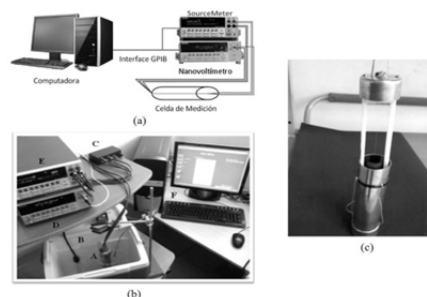 SourceMeter
Interface GPIB
Computadora
Nanovoltímetro
Celda de Medición
(a)
C
E
F
D
B
A
(b)
(c)